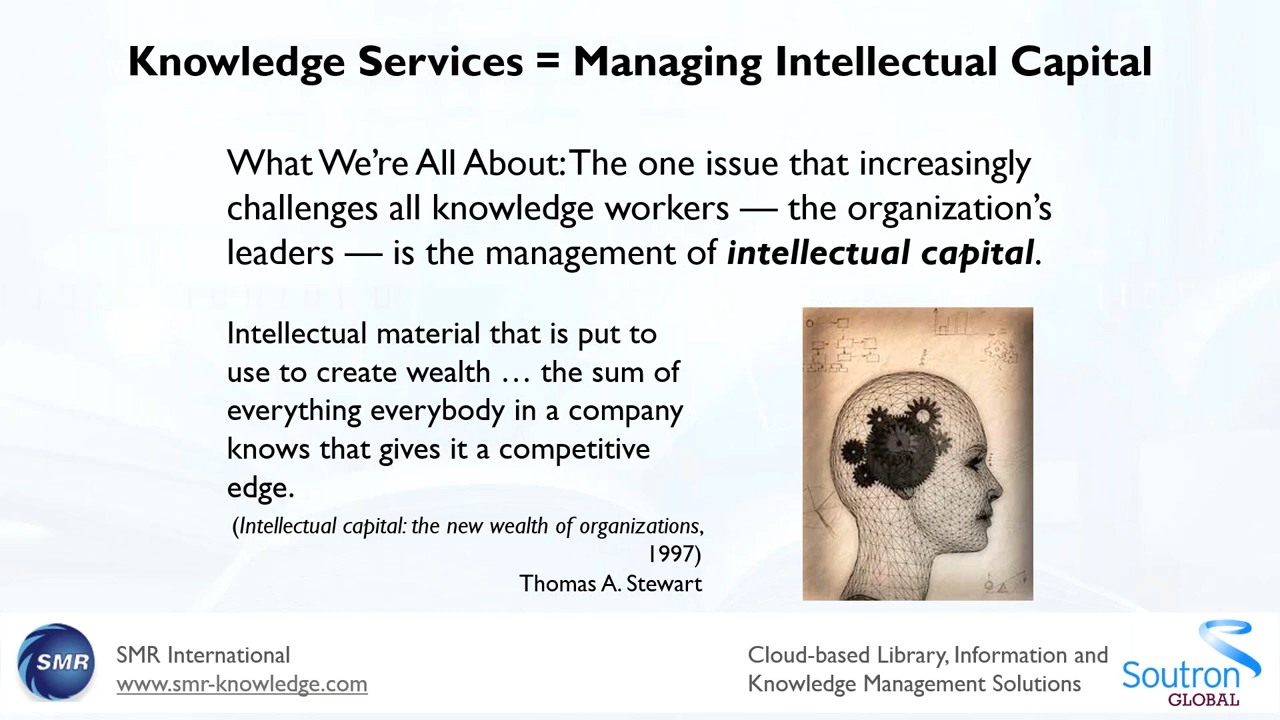 Knowledge Services = Managing Intellectual Capital
What We're All About: The one issue that increasingly
challenges all knowledge workers — the organization's
leaders — is the management of intellectual capital.
Intellectual material that is put to
use to create wealth … the sum of
everything everybody in a company
knows that gives it a competitive
edge.
(Intellectual capital: the new wealth of organizations,
1997)
Thomas A. Stewart
SMR
SMR International
www.smr-knowledge.com
Cloud-based Library, Information and
Knowledge Management Solutions
Soutron
GLOBAL